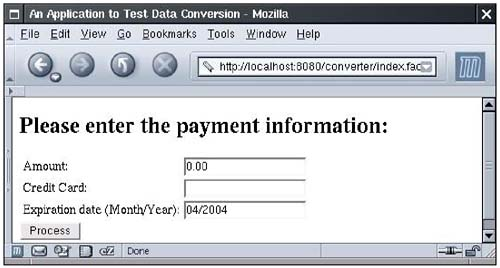 An Application to Test Data Conversion - Mozilla
File Edit View Go Bookmarks Tools Window Help
http://localhost:8080/converter/index.fac
Please enter the payment information:
Amount: 0.00
Credit Card:
Expiration date (Month/Year): 04/2004
Process
Done